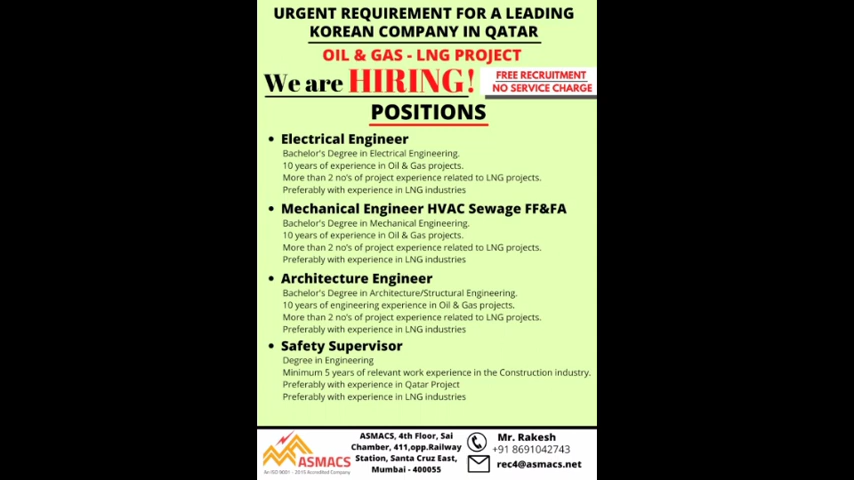 URGENT REQUIREMENT FOR A LEADING
KOREAN COMPANY IN QATAR
OIL & GAS - LNG PROJECT
We are HIRING!
FREE RECRUITMENT
NO SERVICE CHARGE
POSITIONS
• Electrical Engineer
Bachelor's Degree in Electrical Engineering.
10 years of experience in Oil & Gas projects.
More than 2 no's of project experience related to LNG projects.
Preferably with experience in LNG industries
• Mechanical Engineer HVAC Sewage FF&FA
Bachelor's Degree in Mechanical Engineering.
10 years of experience in Oil & Gas projects.
More than 2 no's of project experience related to LNG projects.
Preferably with experience in LNG industries
• Architecture Engineer
Bachelor's Degree in Architecture/Structural Engineering.
10 years of engineering experience in Oil & Gas projects.
More than 2 no's of project experience related to LNG projects.
Preferably with experience in LNG industries
• Safety Supervisor
Degree in Engineering
Minimum 5 years of relevant work experience in the Construction industry.
Preferably with experience in Qatar Project
Preferably with experience in LNG industries
ASMACS
An ISO 9001 - 2015 Accredited Company
ASMACS, 4th Floor, Sai
Chamber, 411,opp.Railway
Station, Santa Cruz East,
Mumbai - 400055
Mr. Rakesh
+91 8691042743
rec4@asmacs.net